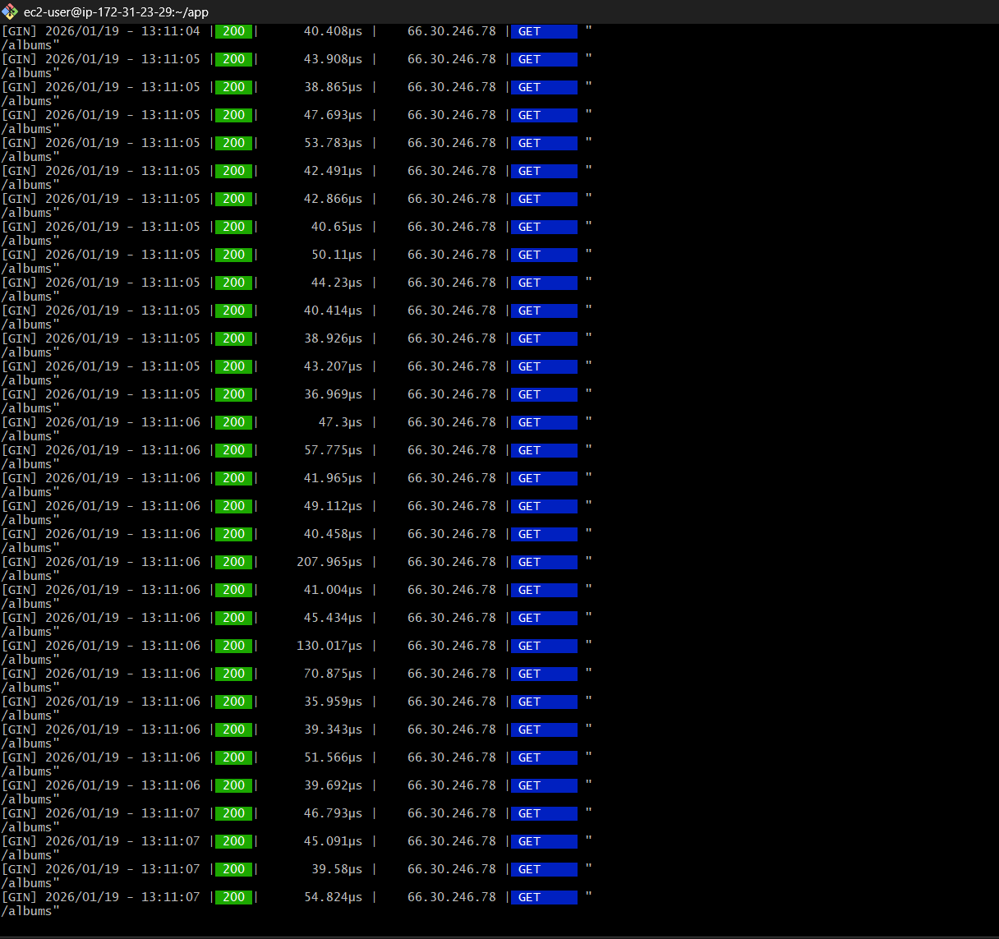 ec2-user@ip-172-31-23-29:~/app
[GIN] 2026/01/19 - 13:11:04 | 200 | 40.408µs | 66.30.246.78 | GET "
/albums"
[GIN] 2026/01/19 - 13:11:05 | 200 | 43.908µs | 66.30.246.78 | GET "
/albums"
[GIN] 2026/01/19 - 13:11:05 | 200 | 38.865µs | 66.30.246.78 | GET "
/albums"
[GIN] 2026/01/19 - 13:11:05 | 200 | 47.693µs | 66.30.246.78 | GET "
/albums"
[GIN] 2026/01/19 - 13:11:05 | 200 | 53.783µs | 66.30.246.78 | GET "
/albums"
[GIN] 2026/01/19 - 13:11:05 | 200 | 42.491µs | 66.30.246.78 | GET "
/albums"
[GIN] 2026/01/19 - 13:11:05 | 200 | 42.866µs | 66.30.246.78 | GET "
/albums"
[GIN] 2026/01/19 - 13:11:05 | 200 | 40.65µs | 66.30.246.78 | GET "
/albums"
[GIN] 2026/01/19 - 13:11:05 | 200 | 50.11µs | 66.30.246.78 | GET "
/albums"
[GIN] 2026/01/19 - 13:11:05 | 200 | 44.23µs | 66.30.246.78 | GET "
/albums"
[GIN] 2026/01/19 - 13:11:05 | 200 | 40.414µs | 66.30.246.78 | GET "
/albums"
[GIN] 2026/01/19 - 13:11:05 | 200 | 38.926µs | 66.30.246.78 | GET "
/albums"
[GIN] 2026/01/19 - 13:11:05 | 200 | 43.207µs | 66.30.246.78 | GET "
/albums"
[GIN] 2026/01/19 - 13:11:05 | 200 | 36.969µs | 66.30.246.78 | GET "
/albums"
[GIN] 2026/01/19 - 13:11:06 | 200 | 47.3µs | 66.30.246.78 | GET "
/albums"
[GIN] 2026/01/19 - 13:11:06 | 200 | 57.775µs | 66.30.246.78 | GET "
/albums"
[GIN] 2026/01/19 - 13:11:06 | 200 | 41.965µs | 66.30.246.78 | GET "
/albums"
[GIN] 2026/01/19 - 13:11:06 | 200 | 49.112µs | 66.30.246.78 | GET "
/albums"
[GIN] 2026/01/19 - 13:11:06 | 200 | 40.458µs | 66.30.246.78 | GET "
/albums"
[GIN] 2026/01/19 - 13:11:06 | 200 | 207.965µs | 66.30.246.78 | GET "
/albums"
[GIN] 2026/01/19 - 13:11:06 | 200 | 41.004µs | 66.30.246.78 | GET "
/albums"
[GIN] 2026/01/19 - 13:11:06 | 200 | 45.434µs | 66.30.246.78 | GET "
/albums"
[GIN] 2026/01/19 - 13:11:06 | 200 | 130.017µs | 66.30.246.78 | GET "
/albums"
[GIN] 2026/01/19 - 13:11:06 | 200 | 70.875µs | 66.30.246.78 | GET "
/albums"
[GIN] 2026/01/19 - 13:11:06 | 200 | 35.959µs | 66.30.246.78 | GET "
/albums"
[GIN] 2026/01/19 - 13:11:06 | 200 | 39.343µs | 66.30.246.78 | GET "
/albums"
[GIN] 2026/01/19 - 13:11:06 | 200 | 51.566µs | 66.30.246.78 | GET "
/albums"
[GIN] 2026/01/19 - 13:11:06 | 200 | 39.692µs | 66.30.246.78 | GET "
/albums"
[GIN] 2026/01/19 - 13:11:07 | 200 | 46.793µs | 66.30.246.78 | GET "
/albums"
[GIN] 2026/01/19 - 13:11:07 | 200 | 45.091µs | 66.30.246.78 | GET "
/albums"
[GIN] 2026/01/19 - 13:11:07 | 200 | 39.58µs | 66.30.246.78 | GET "
/albums"
[GIN] 2026/01/19 - 13:11:07 | 200 | 54.824µs | 66.30.246.78 | GET "
/albums"